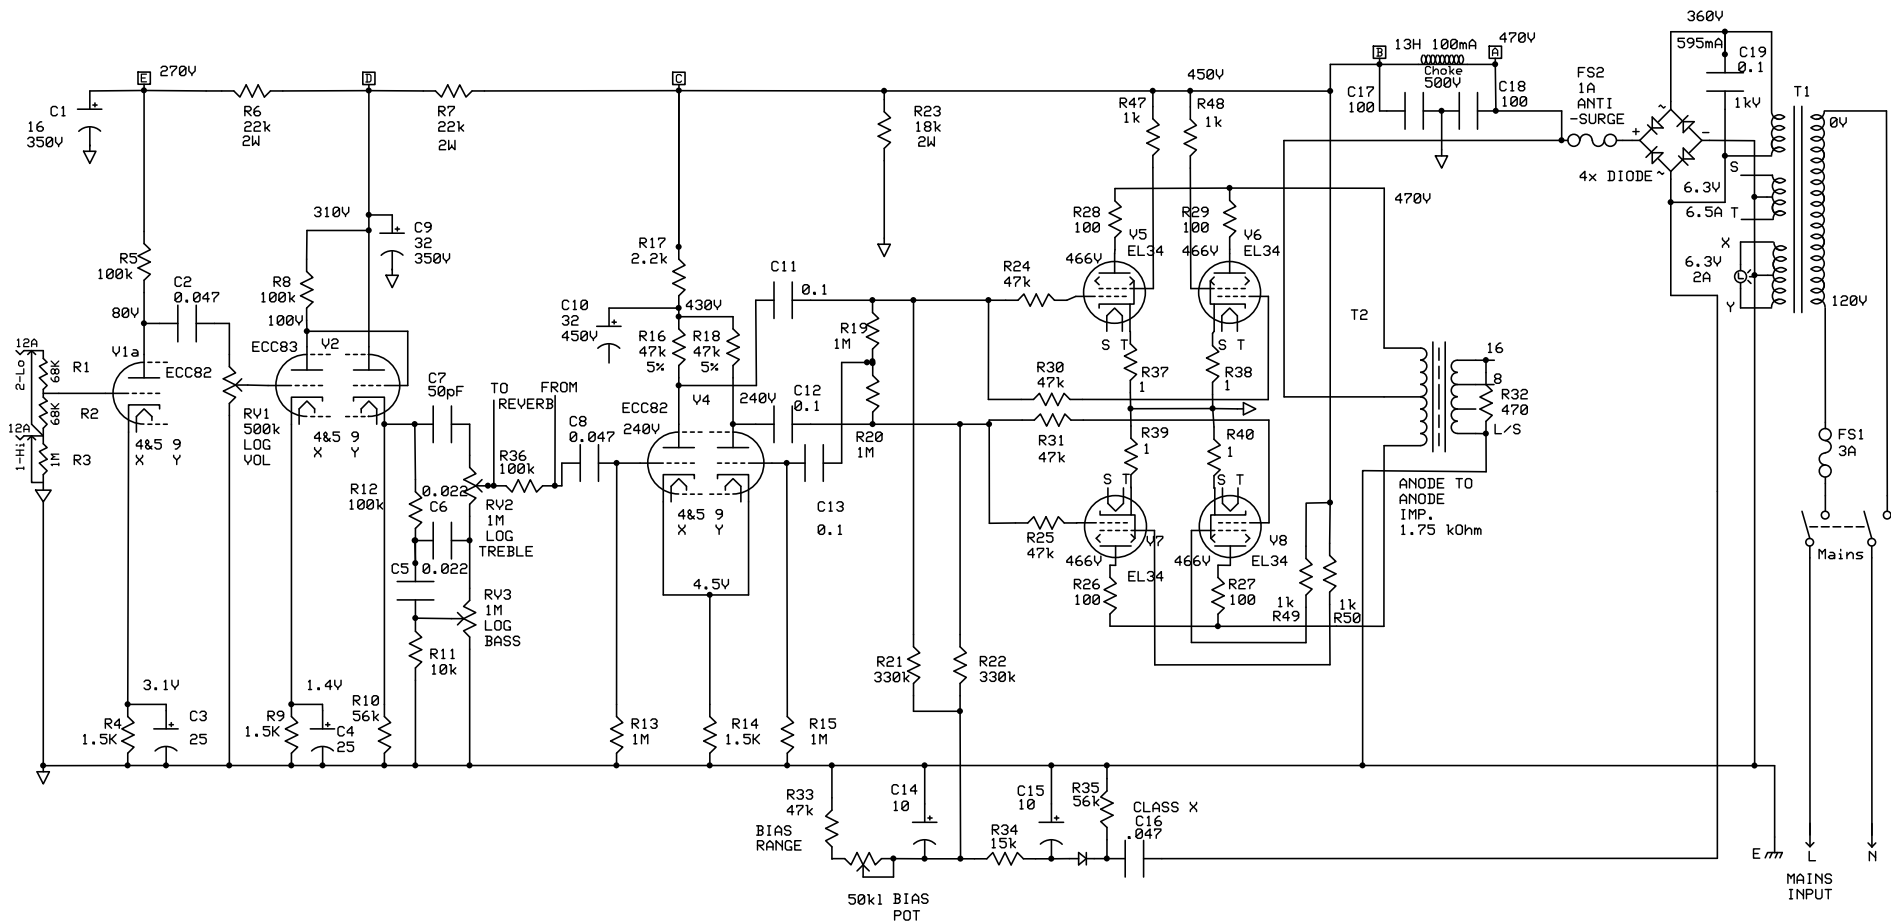 360V
B
13H 100mA
A
470V
595mA
C19
0.1
1kV
Choke
500V
C17
100
C18
100
FS2
1A
ANTI
-SURGE
T1
0V
E
270V
D
C
450V
C1
+
16
350V
R6
22k
2W
R7
22k
2W
R23
18k
2W
R47
1k
R48
1k
~
+
-
~
4x DIODE
S
6.3V
6.5A T
X
6.3V
2A
L
Y
120V
310V
+
C9
32
350V
R5
100k
C2
0.047
R8
100k
80V
100V
R17
2.2k
C11
0.1
430V
C10
32
450V
+
R16
47k
5%
R18
47k
5%
R28
100
V5
EL34
466V
R29
100
V6
EL34
466V
470V
R24
47k
T2
R19
1M
S T
S T
R37
1
R38
1
R30
47k
12A
2-Lo
68K
R1
V1a
ECC82
R2
68K
12A
1-Hi
1M
R3
4&5 9
X Y
ECC83
V2
RV1
500k
LOG
VOL
4&5 9
X Y
C7
50pF
TO
REVERB
FROM
C8
0.047
R36
100k
ECC82
240V
V4
240V
C12
0.1
R20
1M
C13
0.1
4&5 9
X Y
R12
100k
0.022
C6
C5
0.022
RV2
1M
LOG
TREBLE
RV3
1M
LOG
BASS
R11
10k
4.5V
R31
47k
R39
1
R40
1
S T
S T
R25
47k
V7
466V
EL34
V8
466V
EL34
R26
100
R27
100
1k
R49
1k
R50
16
8
R32
470
L/S
ANODE TO
ANODE
IMP.
1.75 kOhm
FS1
3A
Mains
R21
330k
R22
330k
3.1V
R4
1.5K
+
C3
25
1.4V
R9
1.5K
+
C4
25
R10
56k
R13
1M
R14
1.5K
R15
1M
R33
47k
C14
10
+
C15
10
+
R35
56k
CLASS X
C16
.047
BIAS
RANGE
R34
15k
50kl BIAS
POT
E
L
N
MAINS
INPUT